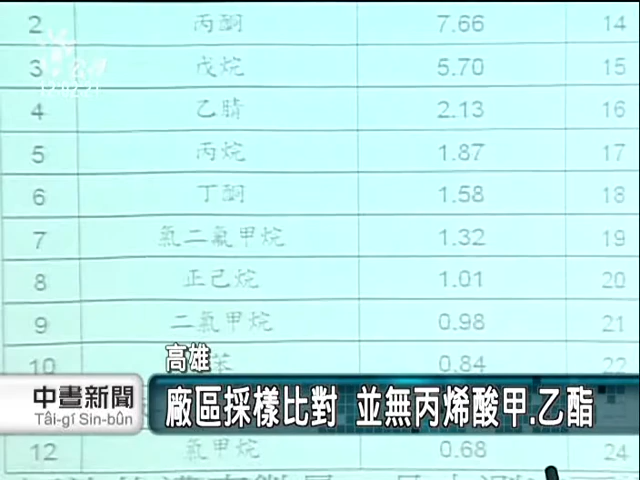 2 丙酮 7.66 14
3 戊烷 5.70 15
4 乙腈 2.13 16
5 丙烷 1.87 17
6 丁酮 1.58 18
7 氯二氟甲烷 1.32 19
8 正己烷 1.01 20
9 二氯甲烷 0.98 21
10 苯 0.84 22
高雄
中晝新聞
Tâi-gí Sin-bûn
廠區採樣比對 並無丙烯酸甲.乙酯
12 氯甲烷 0.68 24